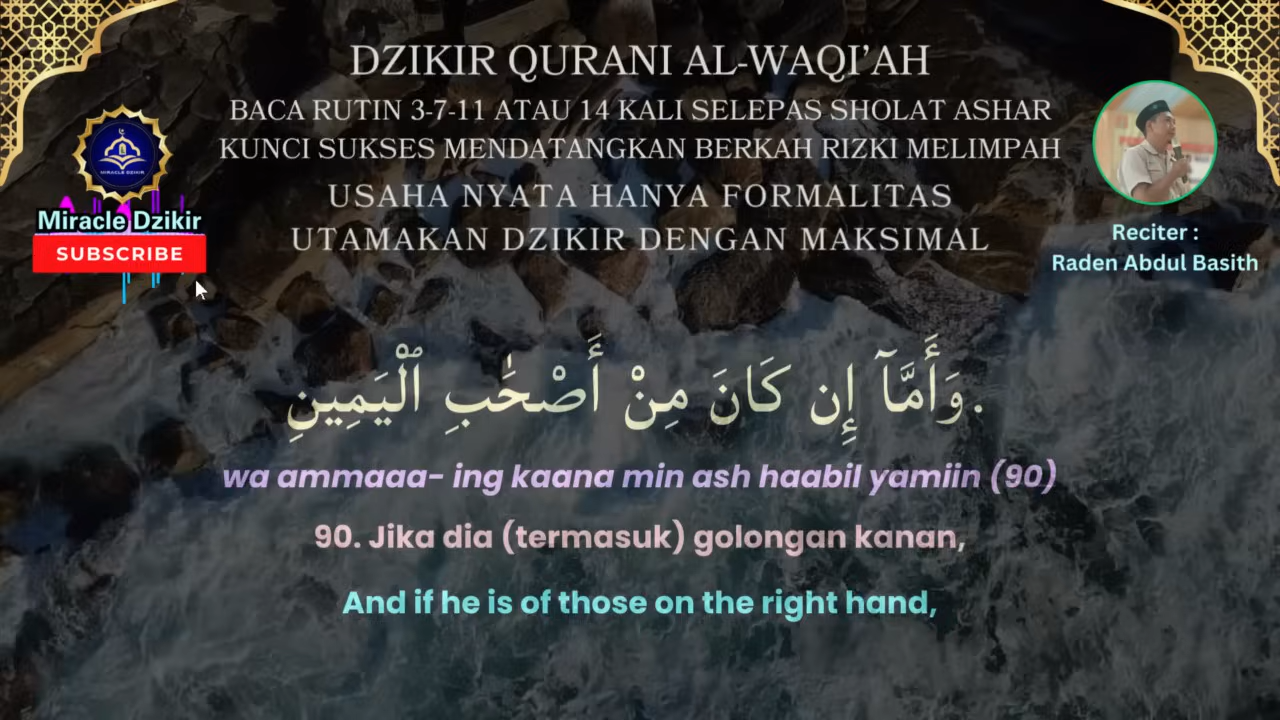 DZIKIR QURANI AL-WAQI'AH
BACA RUTIN 3-7-11 ATAU 14 KALI SELEPAS SHOLAT ASHAR
KUNCI SUKSES MENDATANGKAN BERKAH RIZKI MELIMPAH
USAHA NYATA HANYA FORMALITAS
UTAMAKAN DZIKIR DENGAN MAKSIMAL
MIRACLE DZIKIR
Miracle Dzikir
SUBSCRIBE
Reciter :
Raden Abdul Basith
.وَأَمَّآ إِن كَانَ مِنْ أَصْحَٰبِ ٱلْيَمِينِ
wa ammaaa- ing kaana min ash haabil yamiin (90)
90. Jika dia (termasuk) golongan kanan,
And if he is of those on the right hand,